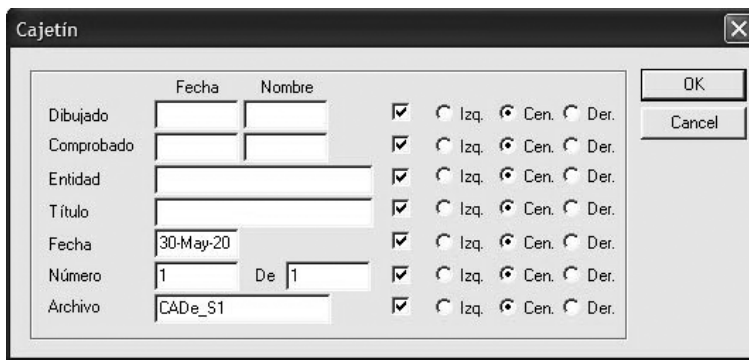 Cajetín
Fecha Nombre
OK
Dibujado Izq. Cen. Der.
Cancel
Comprobado Izq. Cen. Der.
Entidad Izq. Cen. Der.
Título Izq. Cen. Der.
Fecha 30-May-20 Izq. Cen. Der.
Número 1 De 1 Izq. Cen. Der.
Archivo CADe_S1 Izq. Cen. Der.